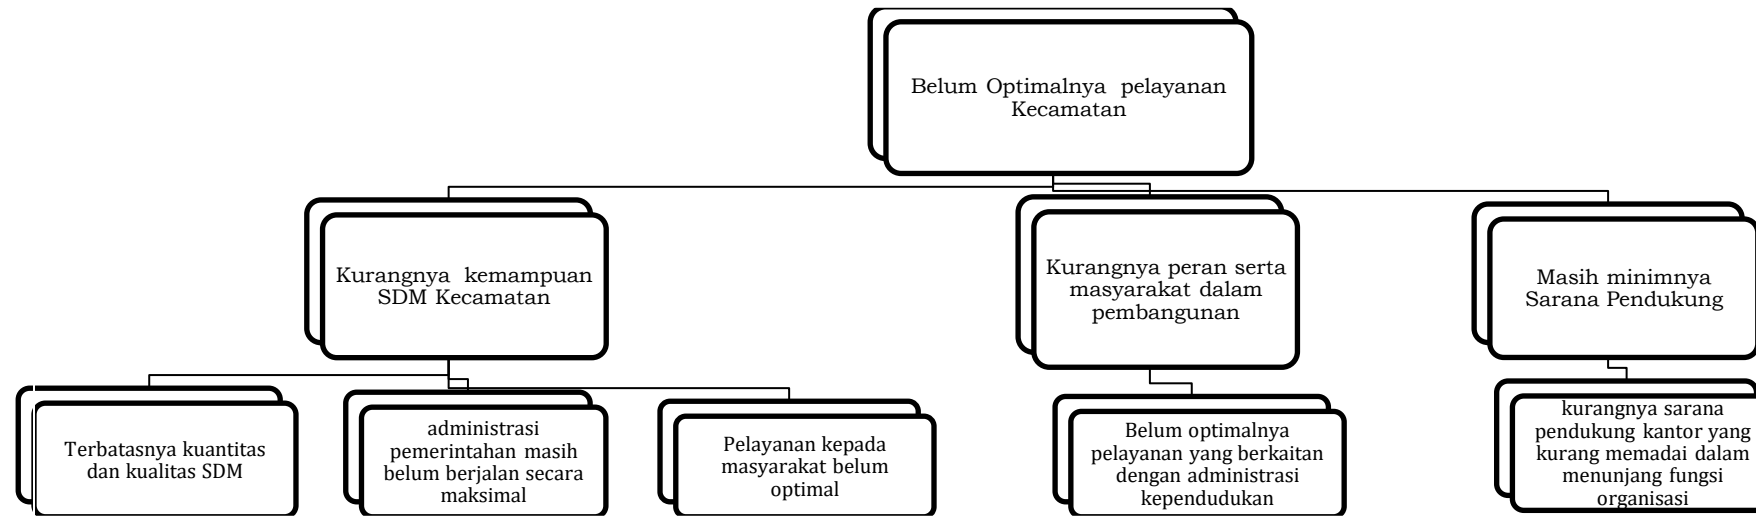 Belum Optimalnya pelayanan
Kecamatan
Kurangnya kemampuan
SDM Kecamatan
Kurangnya peran serta
masyarakat dalam
pembangunan
Masih minimnya
Sarana Pendukung
Terbatasnya kuantitas
dan kualitas SDM
administrasi
pemerintahan masih
belum berjalan secara
maksimal
Pelayanan kepada
masyarakat belum
optimal
Belum optimalnya
pelayanan yang berkaitan
dengan administrasi
kependudukan
kurangnya sarana
pendukung kantor yang
kurang memadai dalam
menunjang fungsi
organisasi